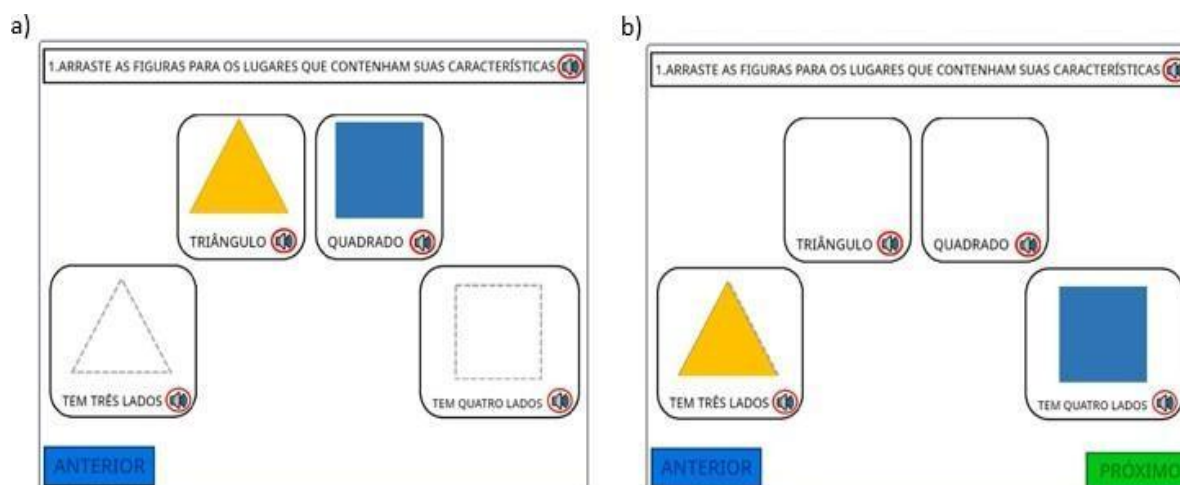 a)
1.ARRASTE AS FIGURAS PARA OS LUGARES QUE CONTENHAM SUAS CARACTERÍSTICAS
TRIÂNGULO
QUADRADO
TEM TRÊS LADOS
TEM QUATRO LADOS
ANTERIOR
b)
1.ARRASTE AS FIGURAS PARA OS LUGARES QUE CONTENHAM SUAS CARACTERÍSTICAS
TRIÂNGULO
QUADRADO
TEM TRÊS LADOS
TEM QUATRO LADOS
ANTERIOR
PRÓXIMO